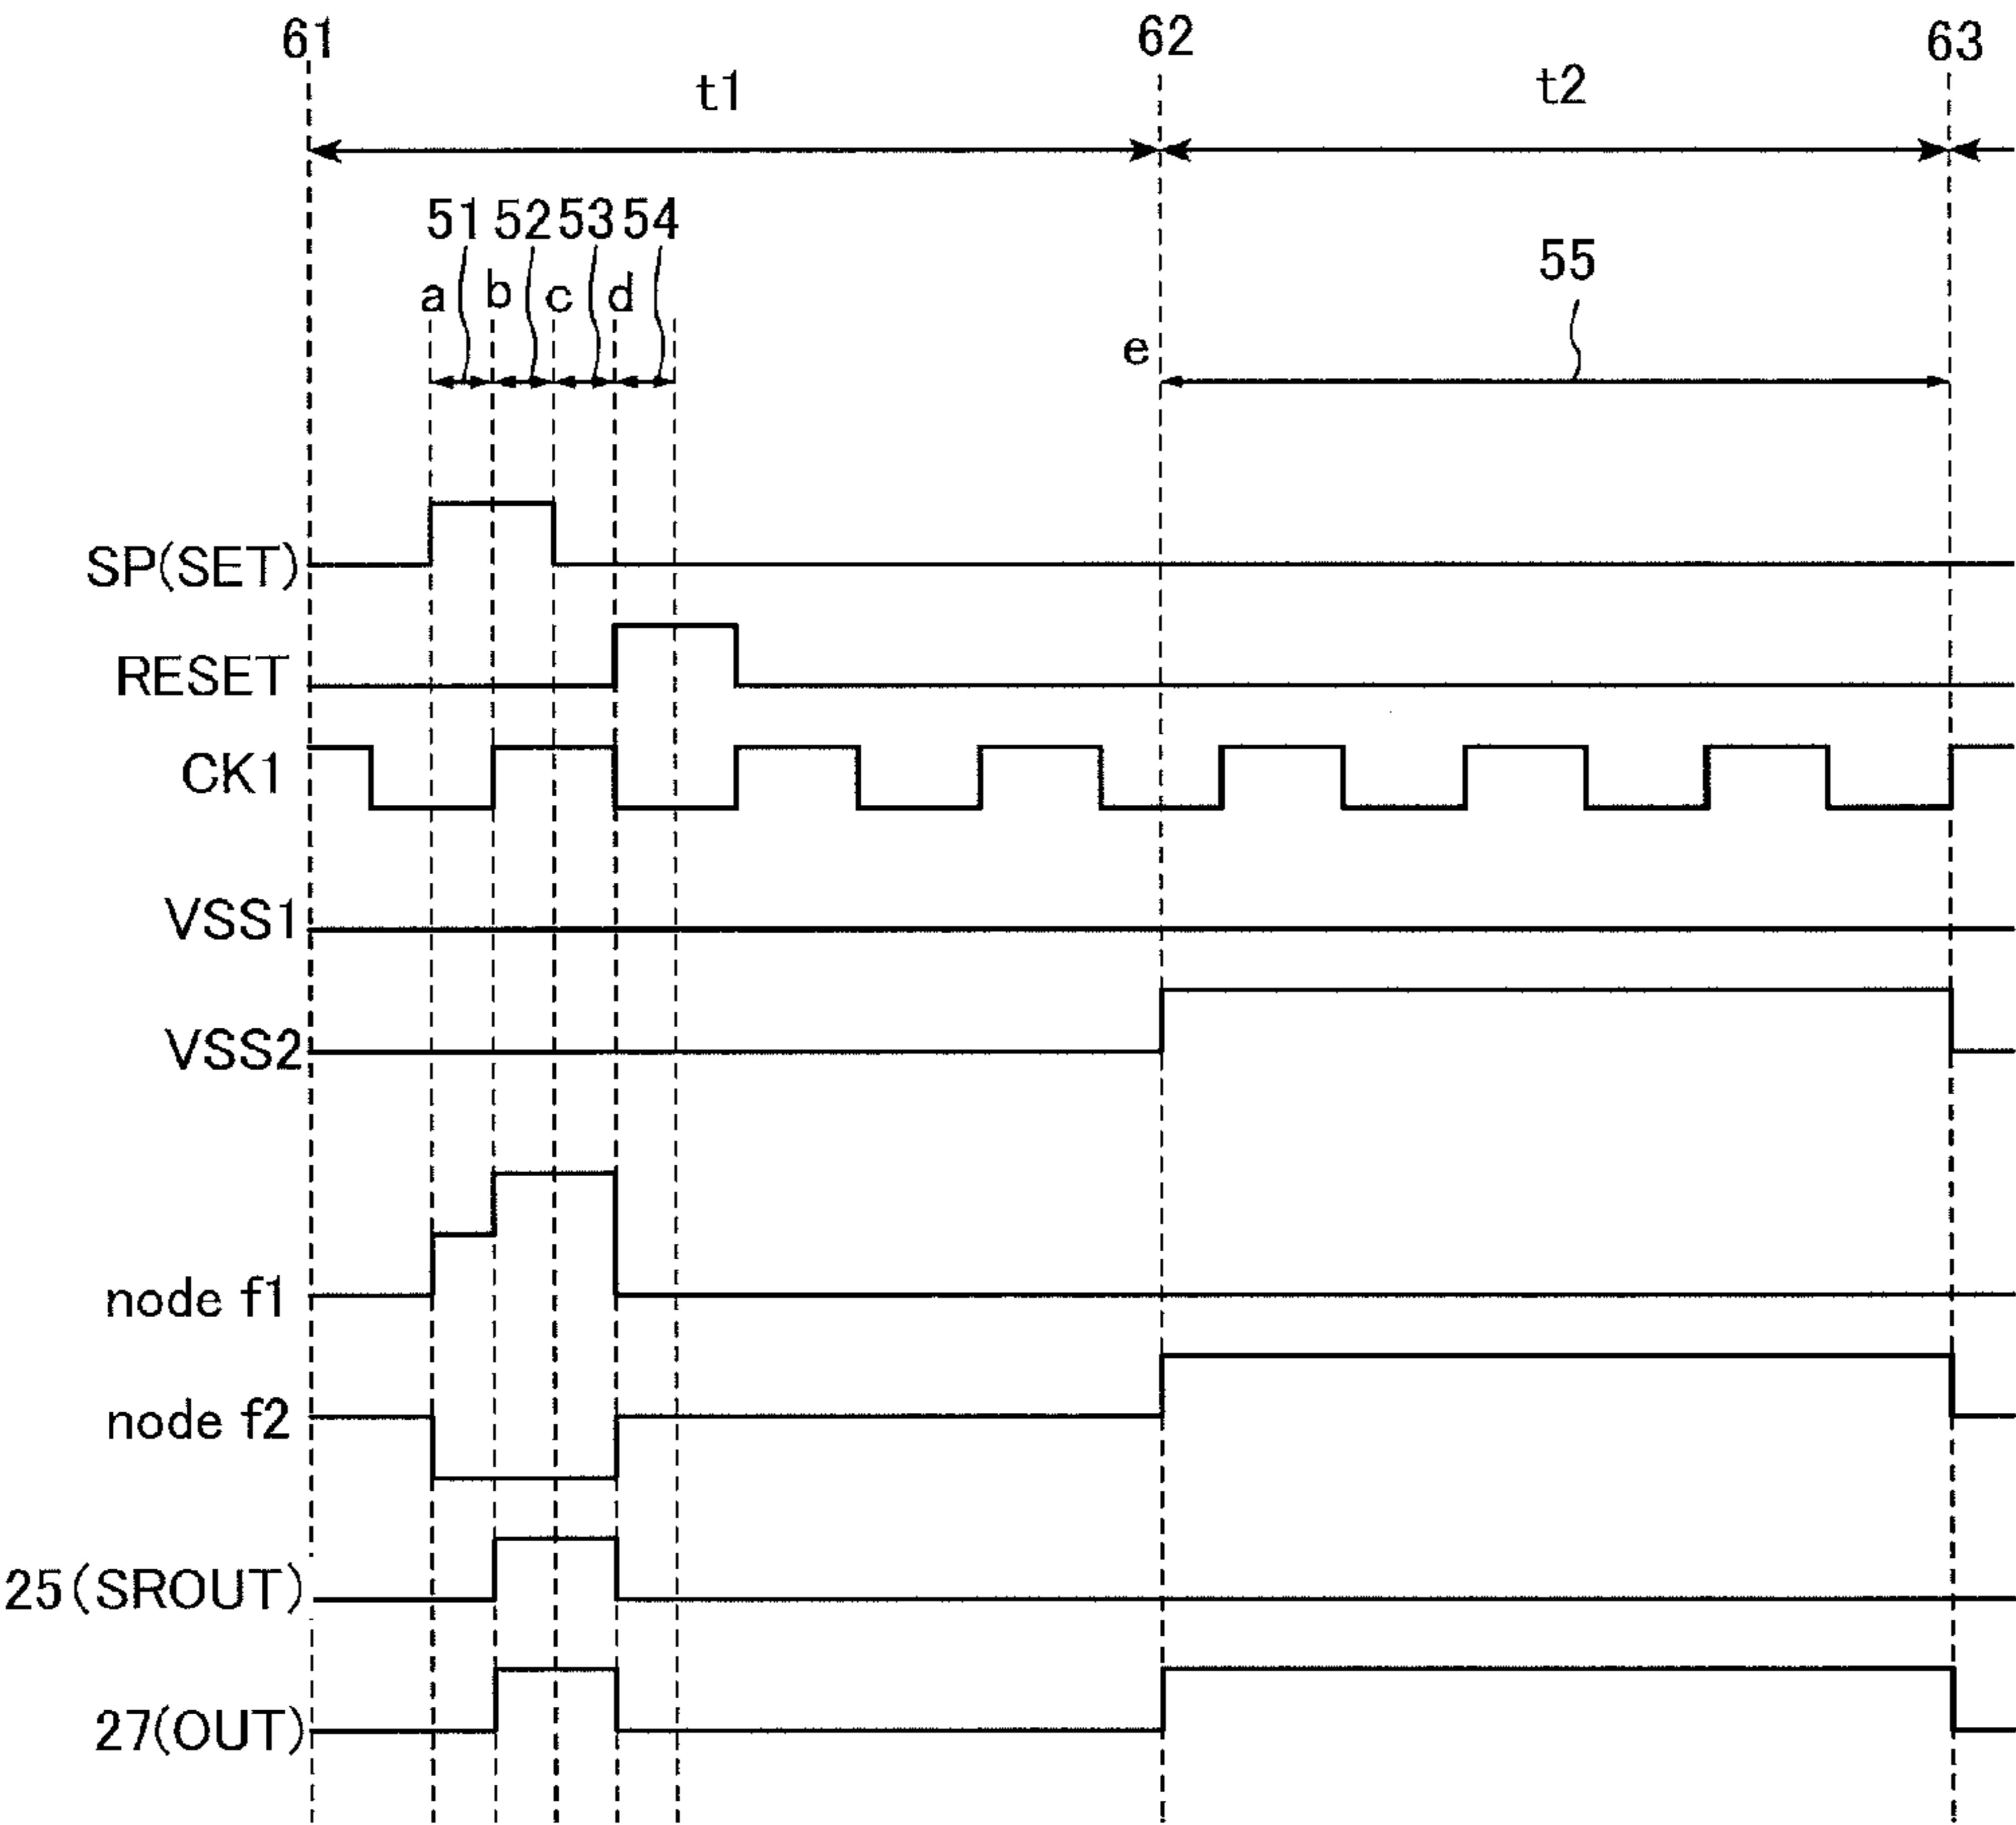 61 62 63
t1 t2
51 52 53 54
55
a b c d
e
SP(SET)
RESET
CK1
VSS1
VSS2
node f1
node f2
25(SROUT)
27(OUT)